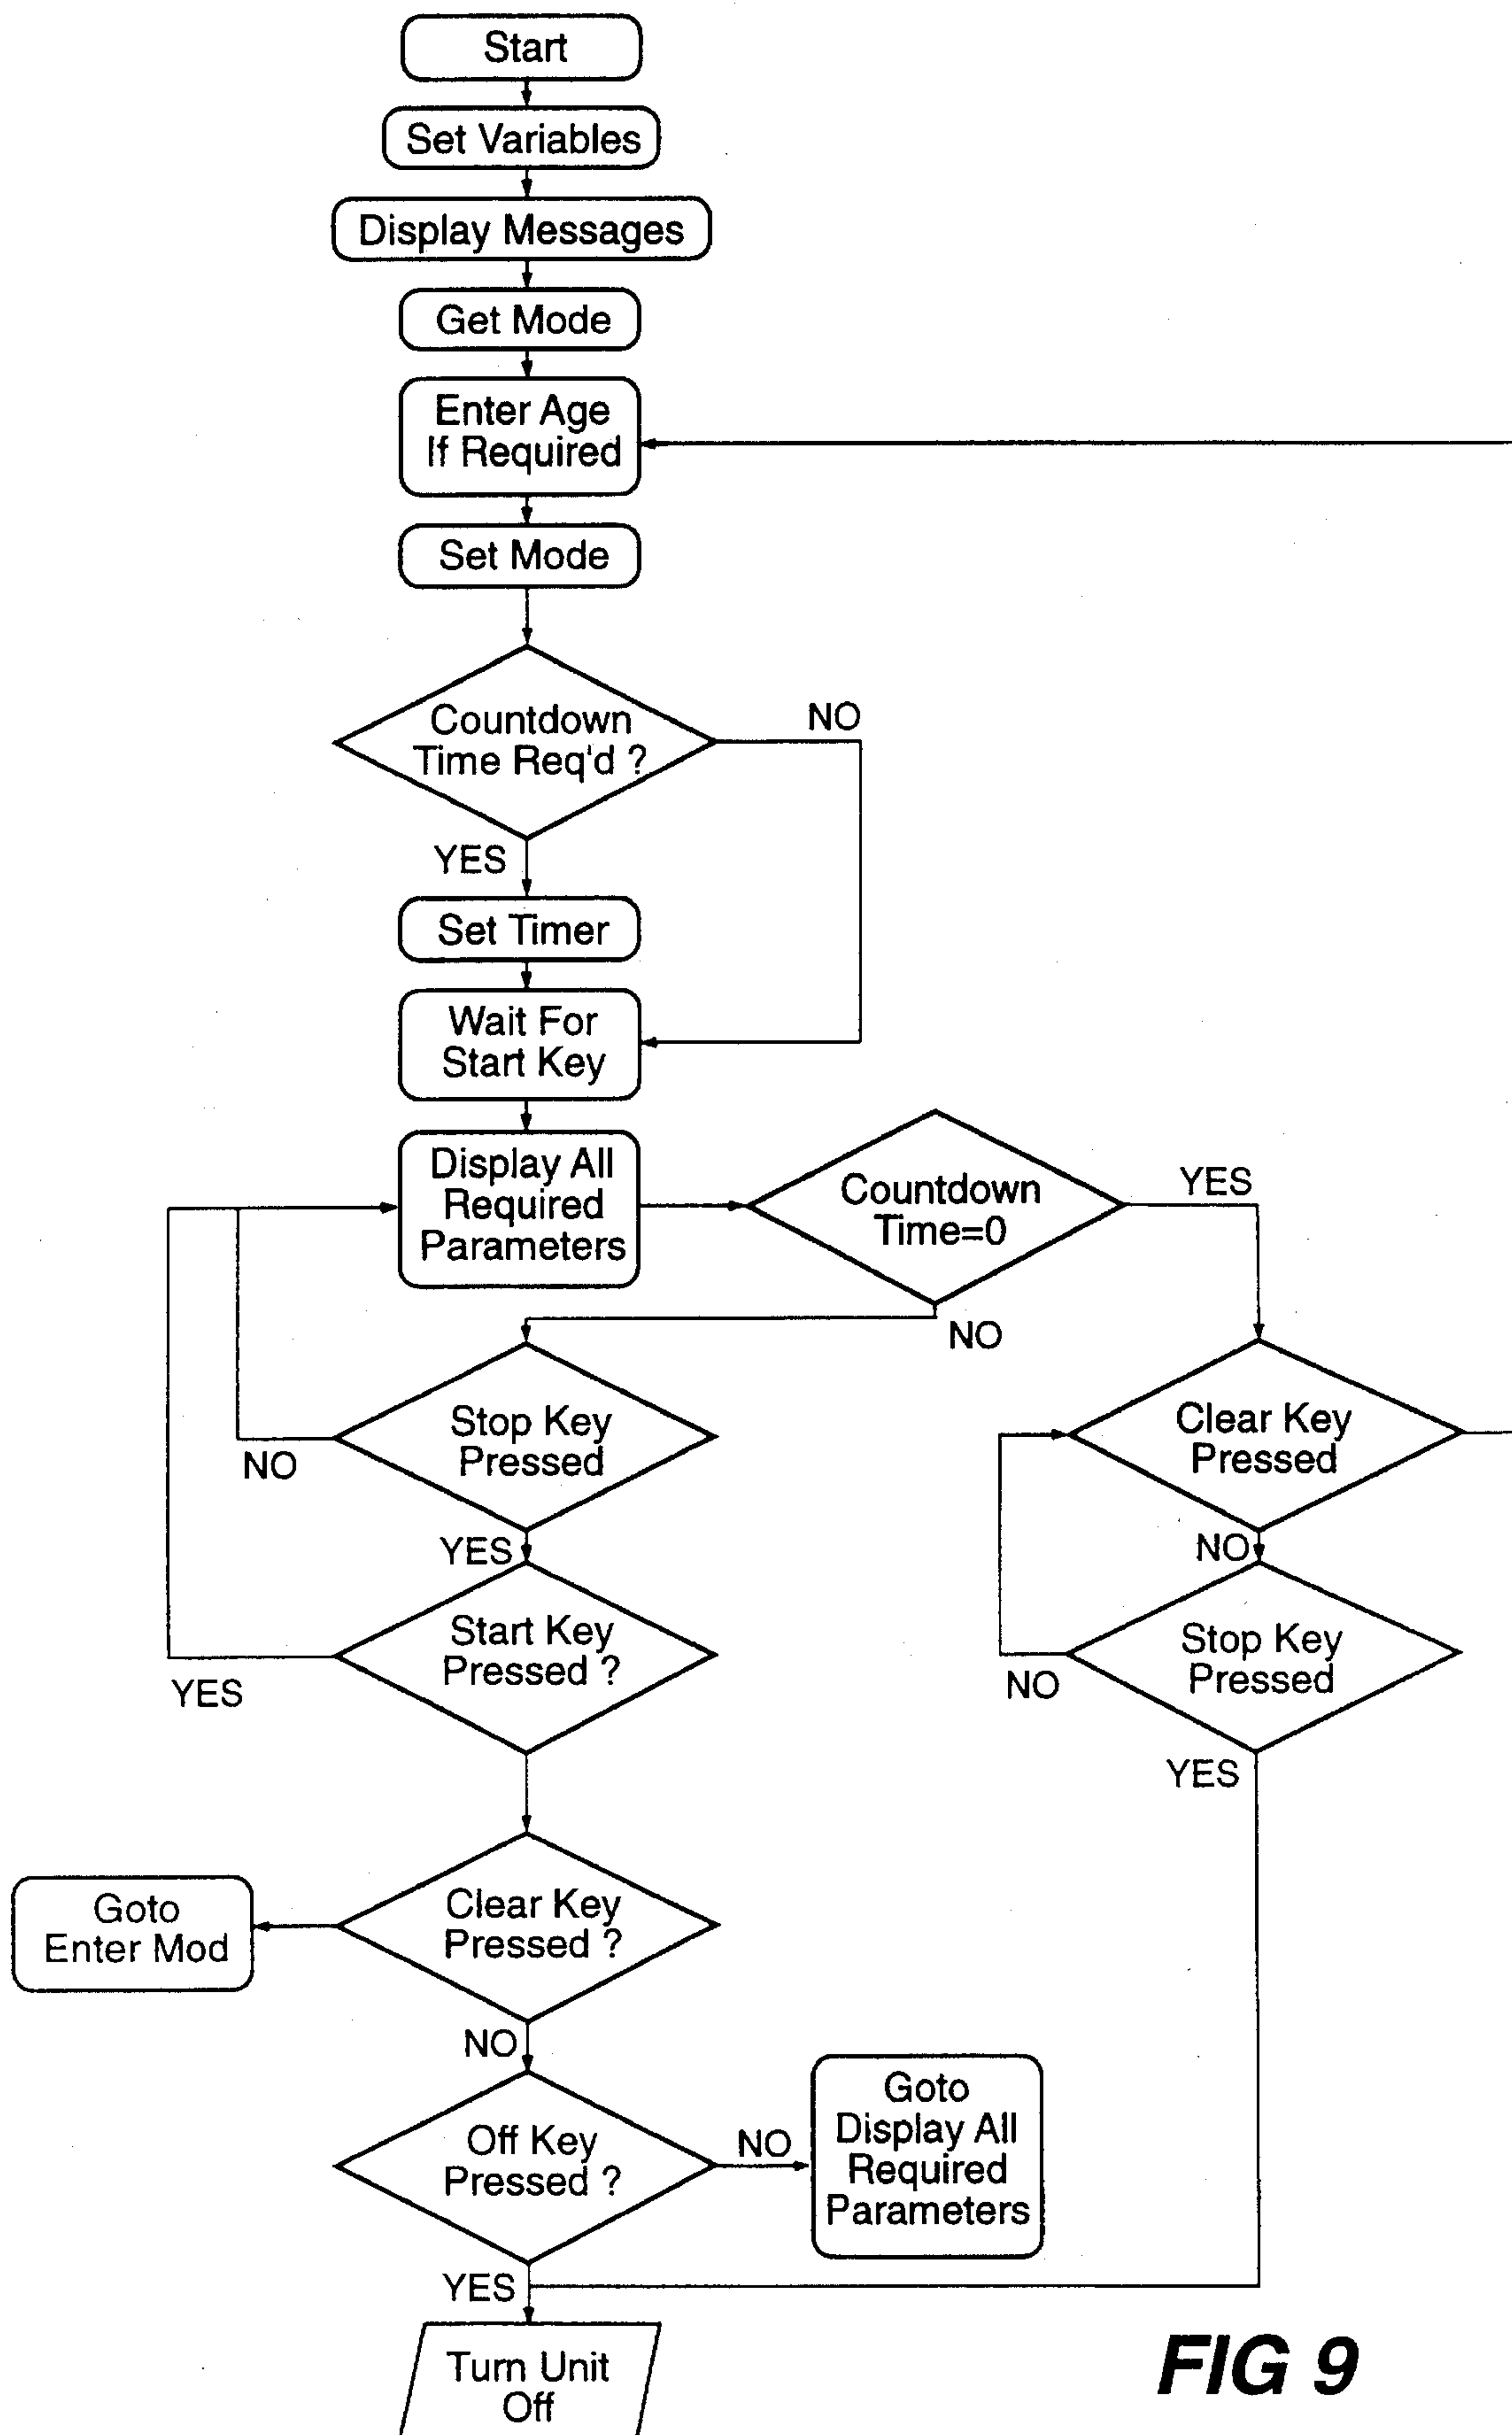 Start
Set Variables
Display Messages
Get Mode
Enter Age
If Required
Set Mode
Countdown
Time Req'd ?
NO
YES
Set Timer
Wait For
Start Key
Display All
Required
Parameters
Countdown
Time=0
YES
NO
Stop Key
Pressed
NO
YES
Clear Key
Pressed
NO
Start Key
Pressed ?
YES
Stop Key
Pressed
NO
YES
Clear Key
Pressed ?
Goto
Enter Mod
NO
Off Key
Pressed ?
NO
Goto
Display All
Required
Parameters
YES
Turn Unit
Off
FIG 9